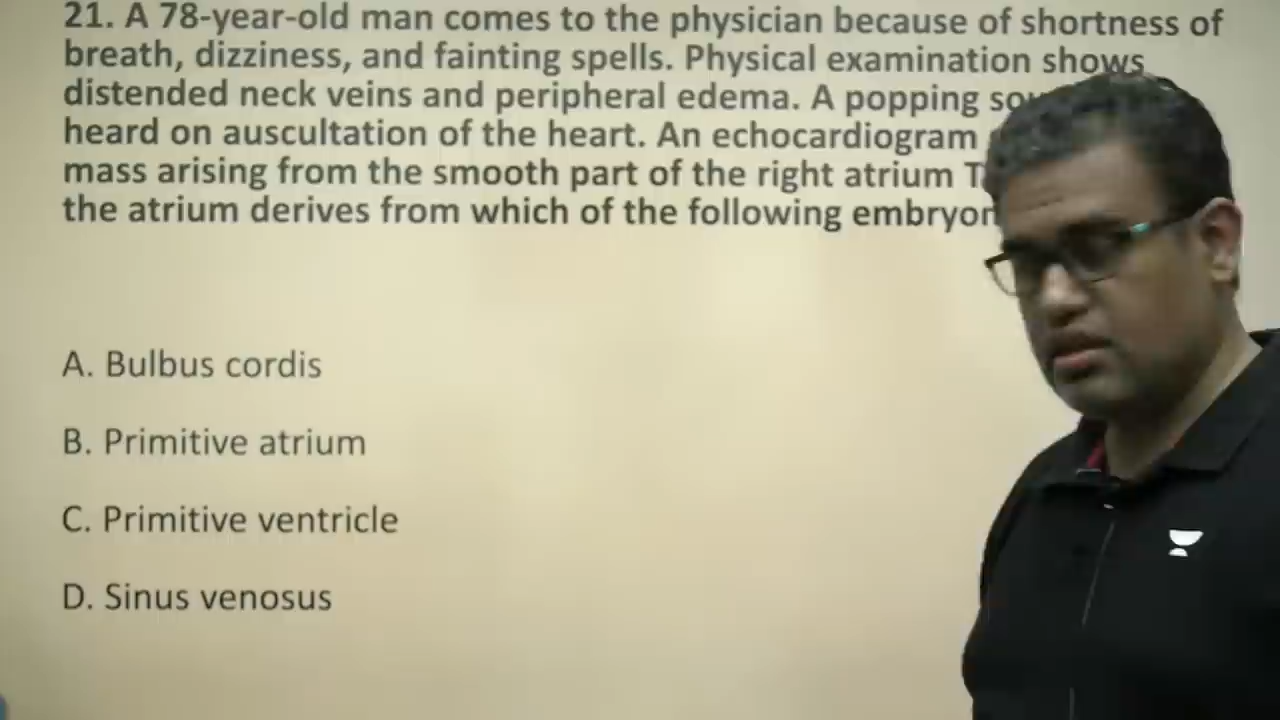 21. A 78-year-old man comes to the physician because of shortness of
breath, dizziness, and fainting spells. Physical examination shows
distended neck veins and peripheral edema. A popping
heard on auscultation of the heart. An echocardiogram
mass arising from the smooth part of the right atrium
the atrium derives from which of the following
A. Bulbus cordis
B. Primitive atrium
C. Primitive ventricle
D. Sinus venosus